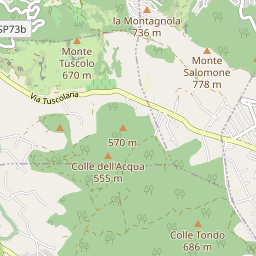 la Montagnola
736 m
SP73b
Monte
Tuscolo
670 m
Monte
Salomone
778 m
Via Tuscolana
570 m
Colle dell'Acqua
555 m
Colle Tondo
686 m